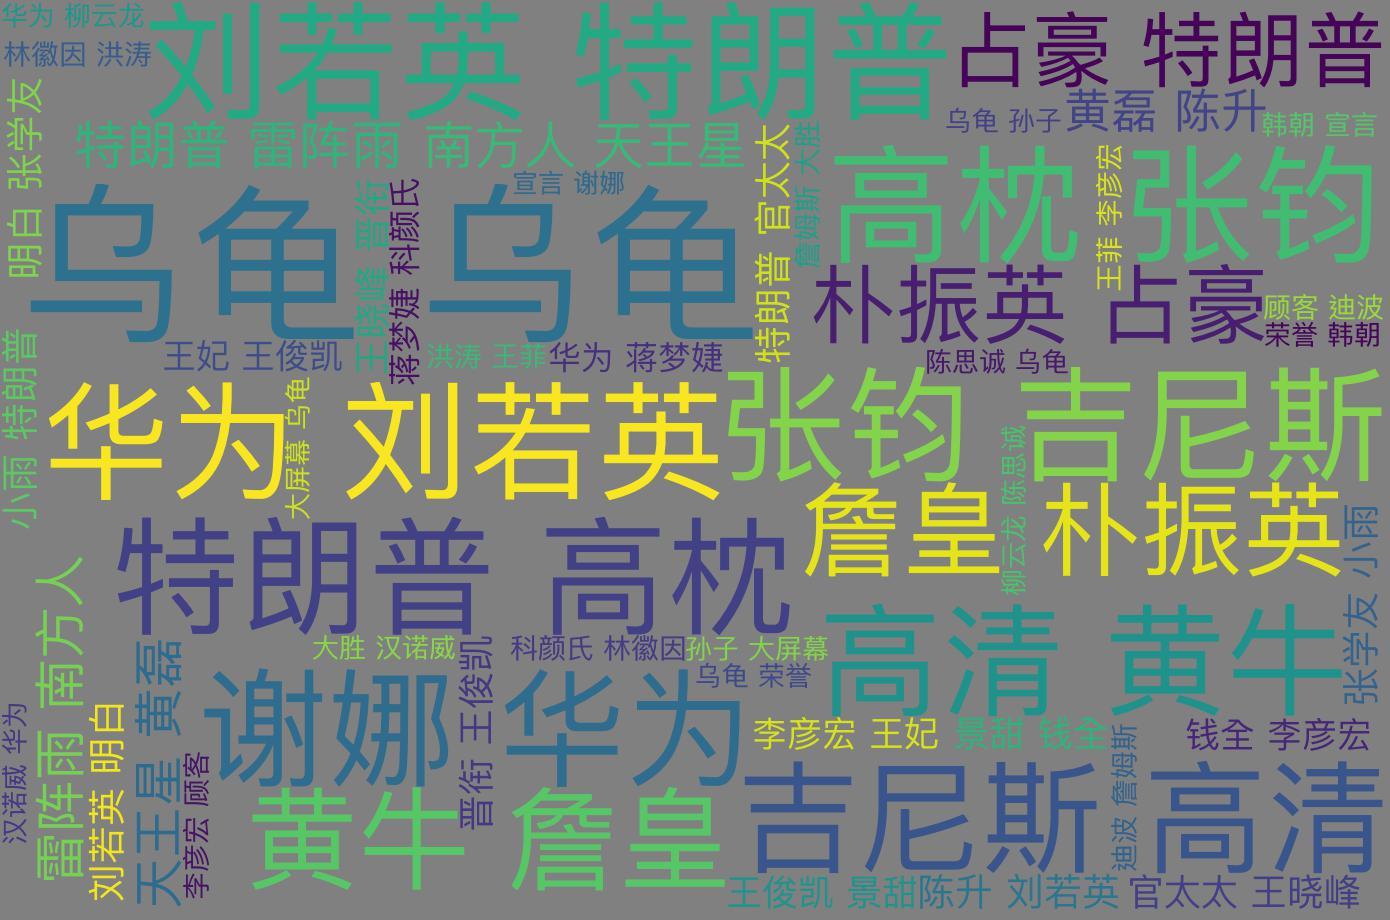 华为 柳云龙
刘若英 特朗普
占豪 特朗普
林徽因 洪涛
张学友
明白
乌龟 孙子
黄磊 陈升
韩朝 宣言
特朗普 雷阵雨
南方人 天王星
官太太
特朗普
詹姆斯 大胜
高枕 张钧
王菲 李彦宏
宣言 谢娜
乌龟 乌龟
王晓峰 晋衔
蒋梦婕 科颜氏
朴振英 占豪
顾客 迪波
荣誉 韩朝
小雨 特朗普
王妃 王俊凯
洪涛 王菲
华为 蒋梦婕
陈思诚 乌龟
华为 刘若英
大屏幕 乌龟
张钧 吉尼斯
柳云龙 陈思诚
詹皇 朴振英
张学友 小雨
特朗普 高枕
雷阵雨 南方人
高清 黄牛
大胜 汉诺威
科颜氏 林徽因
孙子 大屏幕
乌龟 荣誉
天王星 黄磊
谢娜 华为
晋衔 王俊凯
汉诺威 华为
刘若英 明白
李彦宏 顾客
李彦宏 王妃
景甜 钱全
钱全 李彦宏
迪波 詹姆斯
吉尼斯 高清
黄牛 詹皇
王俊凯 景甜
陈升 刘若英
官太太 王晓峰